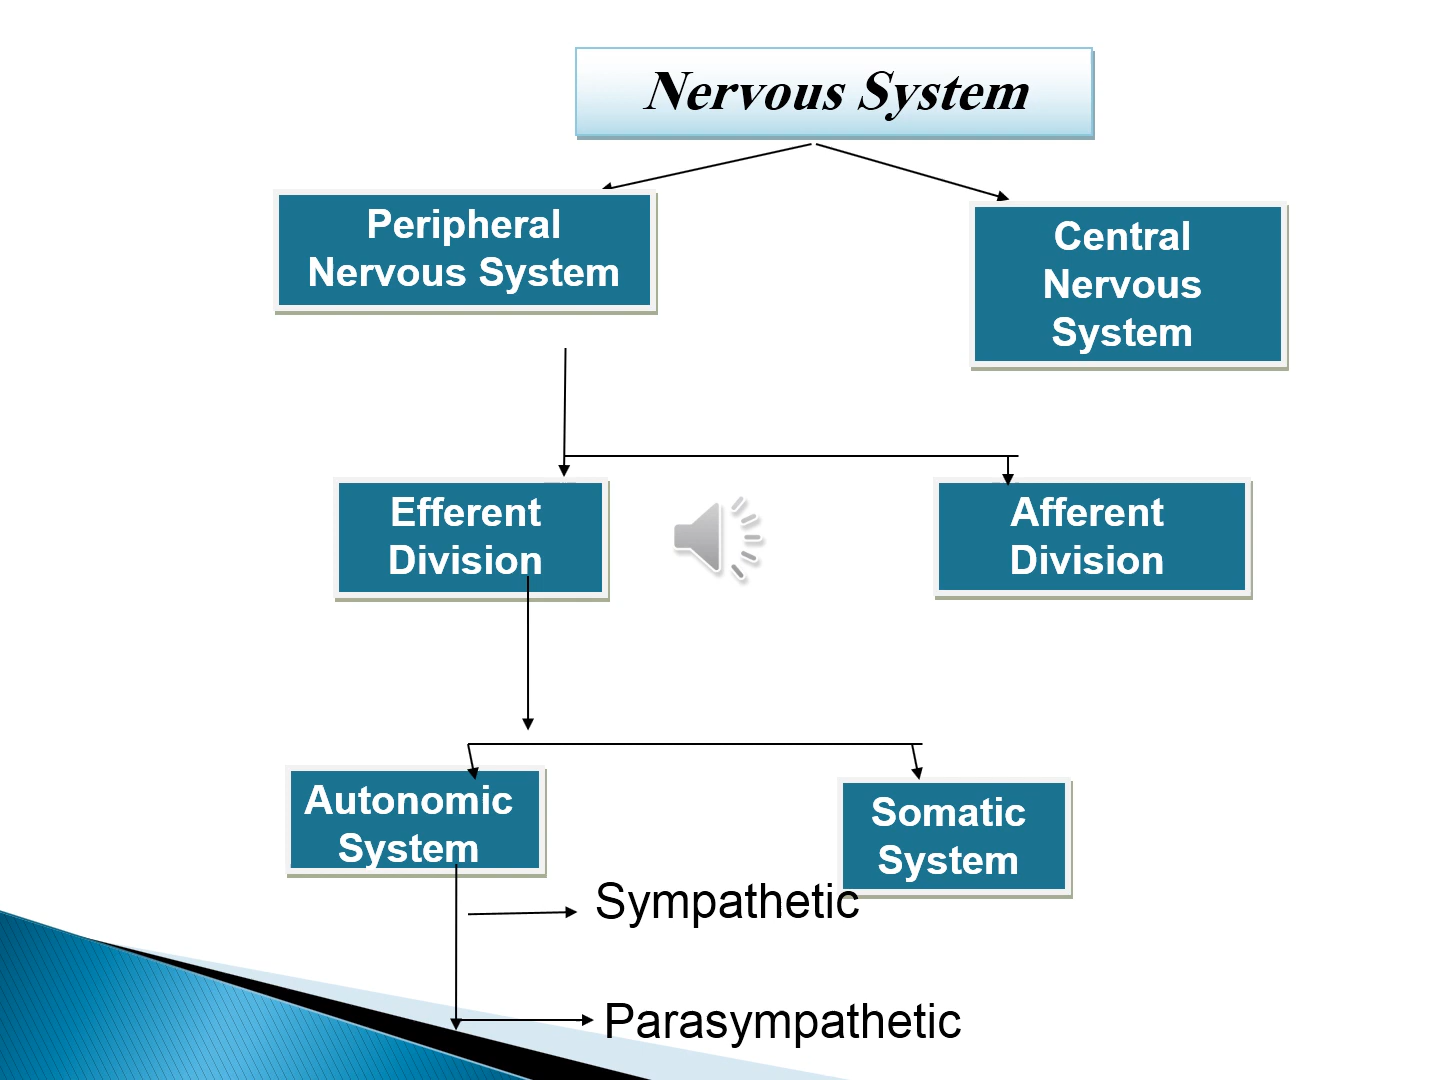 Nervous System
Peripheral
Nervous System
Central
Nervous
System
Efferent
Division
Afferent
Division
Autonomic
System
Somatic
System
Sympathetic
Parasympathetic